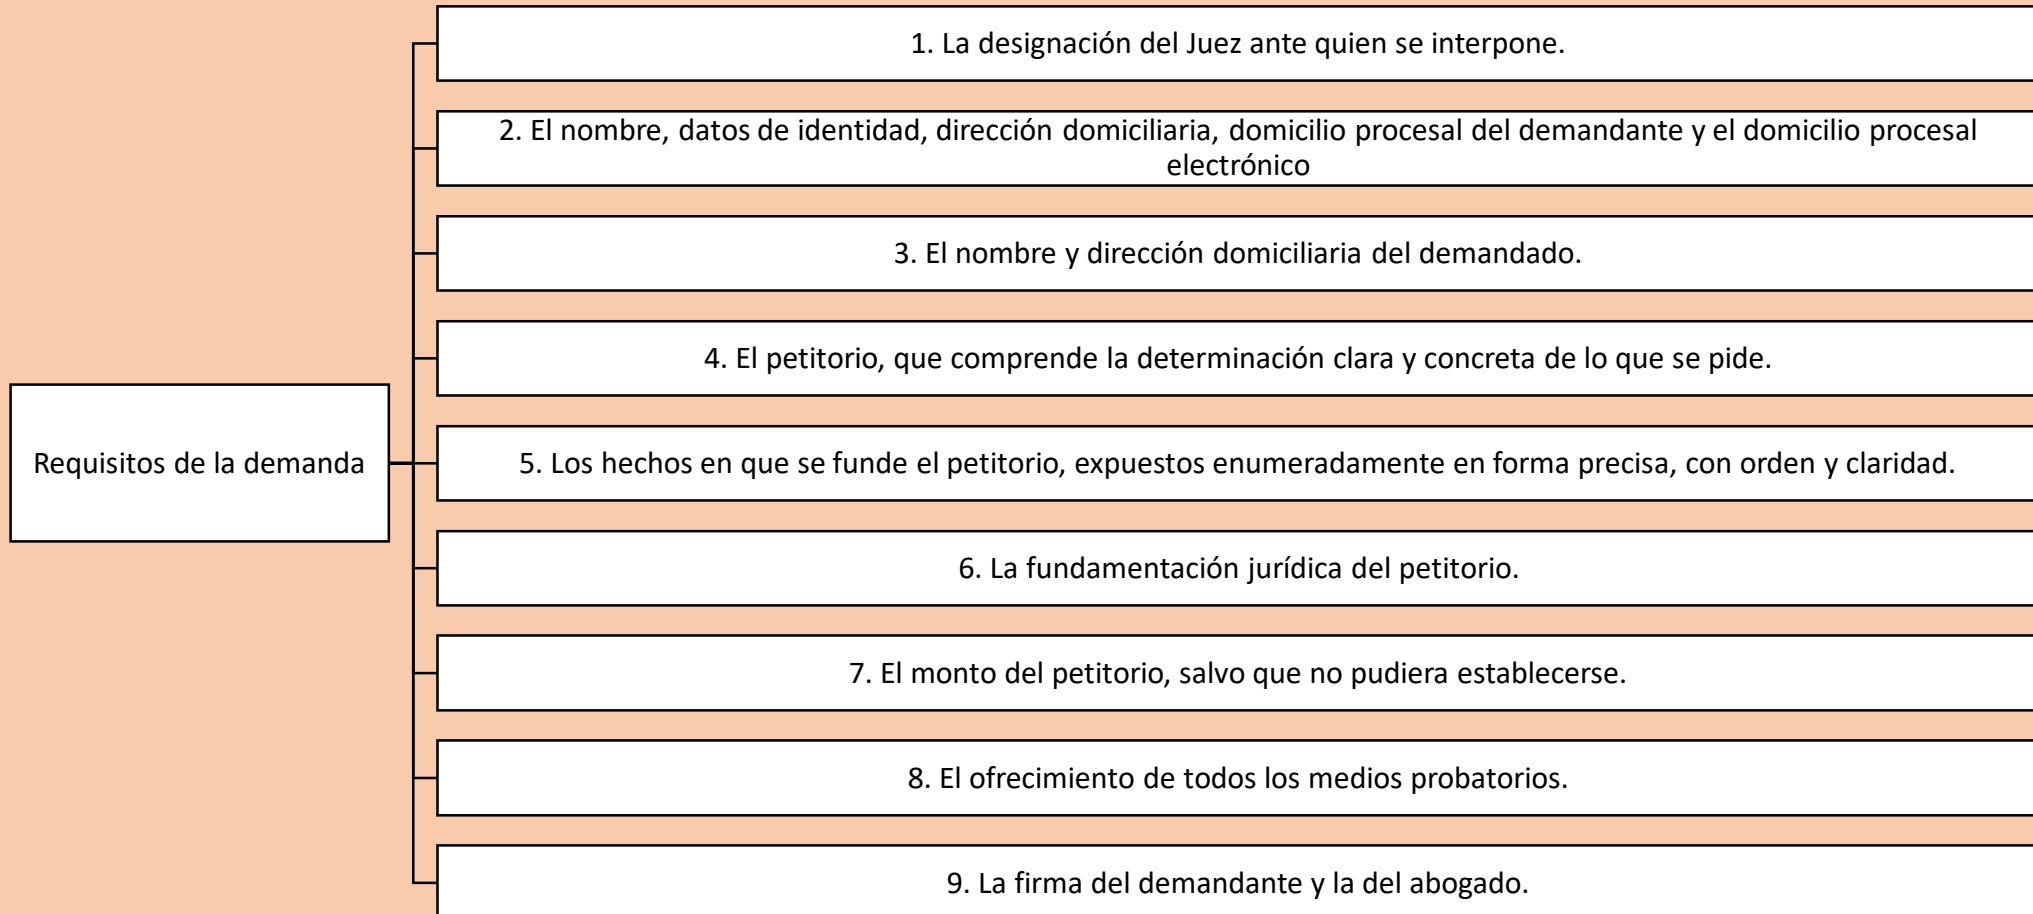 1. La designación del Juez ante quien se interpone.
2. El nombre, datos de identidad, dirección domiciliaria, domicilio procesal del demandante y el domicilio procesal
electrónico
3. El nombre y dirección domiciliaria del demandado.
4. El petitorio, que comprende la determinación clara y concreta de lo que se pide.
Requisitos de la demanda
5. Los hechos en que se funde el petitorio, expuestos enumeradamente en forma precisa, con orden y claridad.
6. La fundamentación jurídica del petitorio.
7. El monto del petitorio, salvo que no pudiera establecerse.
8. El ofrecimiento de todos los medios probatorios.
9. La firma del demandante y la del abogado.